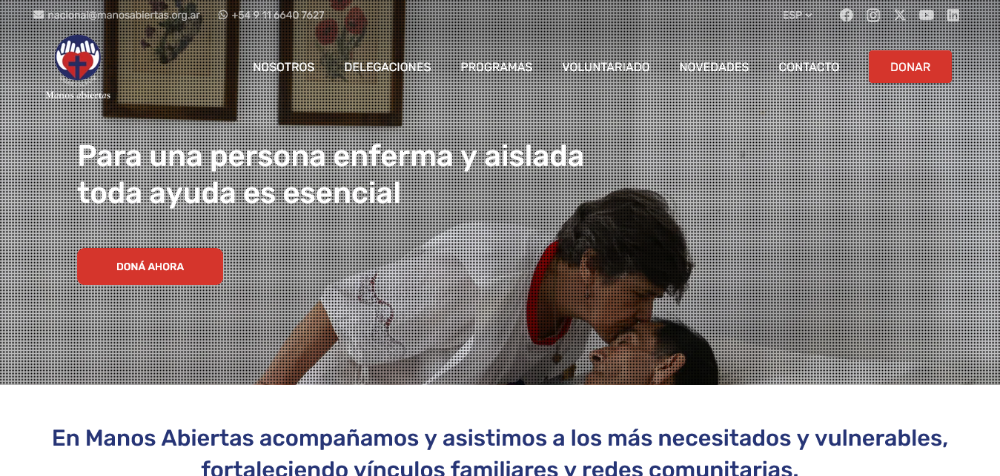 nacional@manosabiertas.org.ar +54 9 11 6640 7627 ESP
Manos abiertas
NOSOTROS DELEGACIONES PROGRAMAS VOLUNTARIADO NOVEDADES CONTACTO DONAR
Para una persona enferma y aislada
toda ayuda es esencial
DONÁ AHORA
En Manos Abiertas acompañamos y asistimos a los más necesitados y vulnerables,
fortaleciendo vínculos familiares y redes comunitarias.